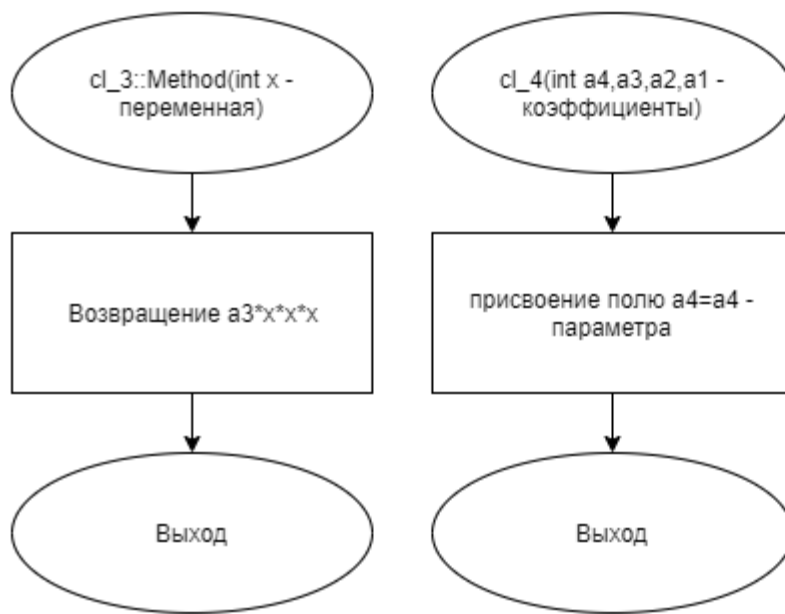 cl_3::Method(int x -
переменная)
Возвращение a3*x*x*x
Выход
cl_4(int a4,a3,a2,a1 -
коэффициенты)
присвоение полю a4=a4 -
параметра
Выход